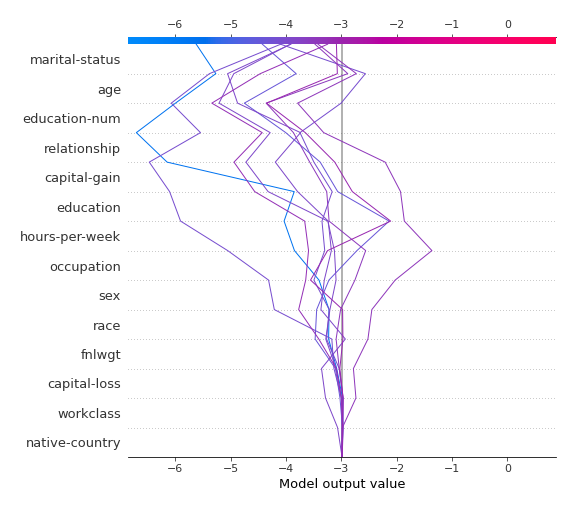 −6 −5 −4 −3 −2 −1 0
marital-status
age
education-num
relationship
capital-gain
education
hours-per-week
occupation
sex
race
fnlwgt
capital-loss
workclass
native-country
−6 −5 −4 −3 −2 −1 0
Model output value